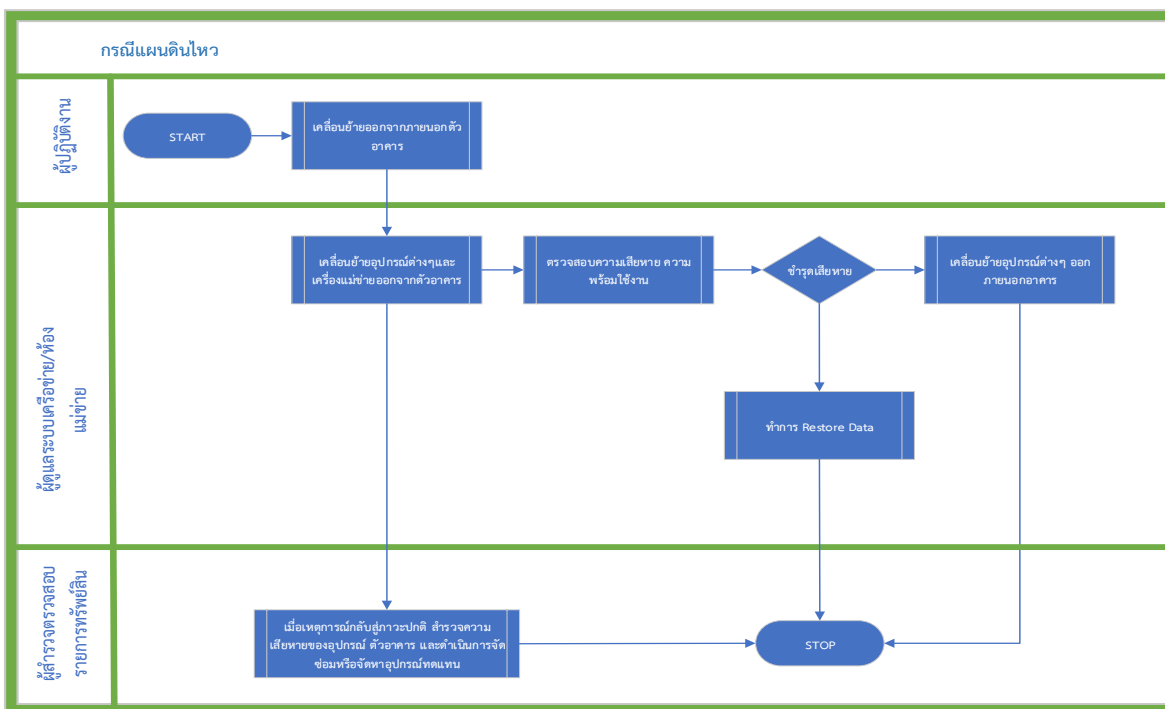 กรณีแผนดินไหว
ผู้ปฏิบัติงาน
START
เคลื่อนย้ายออกจากภายนอกตัว
อาคาร
ผู้ดูแลระบบเครือข่าย/ห้อง
แม่ข่าย
เคลื่อนย้ายอุปกรณ์ต่างๆและ
เครื่องแม่ข่ายออกจากตัวอาคาร
ตรวจสอบความเสียหาย ความ
พร้อมใช้งาน
ชำรุดเสียหาย
เคลื่อนย้ายอุปกรณ์ต่างๆ ออก
ภายนอกอาคาร
ทำการ Restore Data
ผู้สำรวจตรวจสอบ
รายการทรัพย์สิน
เมื่อเหตุการณ์กลับสู่ภาวะปกติ สำรวจความ
เสียหายของอุปกรณ์ ตัวอาคาร และดำเนินการจัด
ซ่อมหรือจัดหาอุปกรณ์ทดแทน
STOP